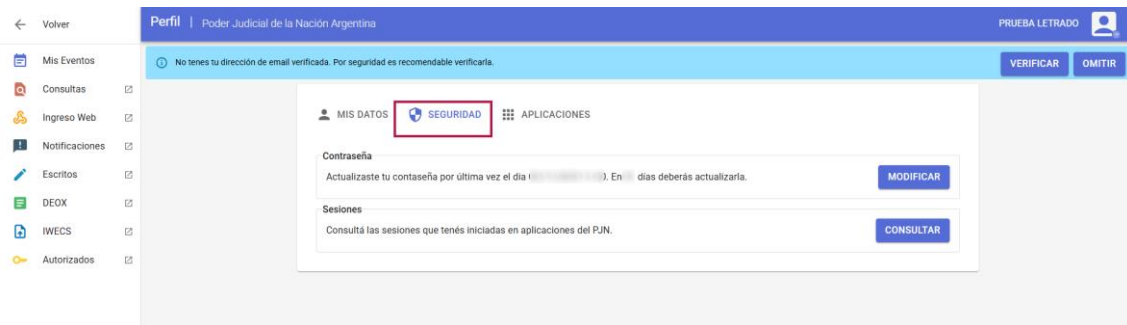 Volver
Perfil | Poder Judicial de la Nación Argentina
PRUEBA LETRADO
Mis Eventos
Consultas
Ingreso Web
Notificaciones
Escritos
DEOX
IWECS
Autorizados
No tenes tu dirección de email verificada. Por seguridad es recomendable verificarla.
VERIFICAR
OMITIR
MIS DATOS
SEGURIDAD
APLICACIONES
Contraseña
Actualizaste tu contaseña por última vez el dia ( ). En días deberás actualizarla.
MODIFICAR
Sesiones
Consultá las sesiones que tenés iniciadas en aplicaciones del PJN.
CONSULTAR